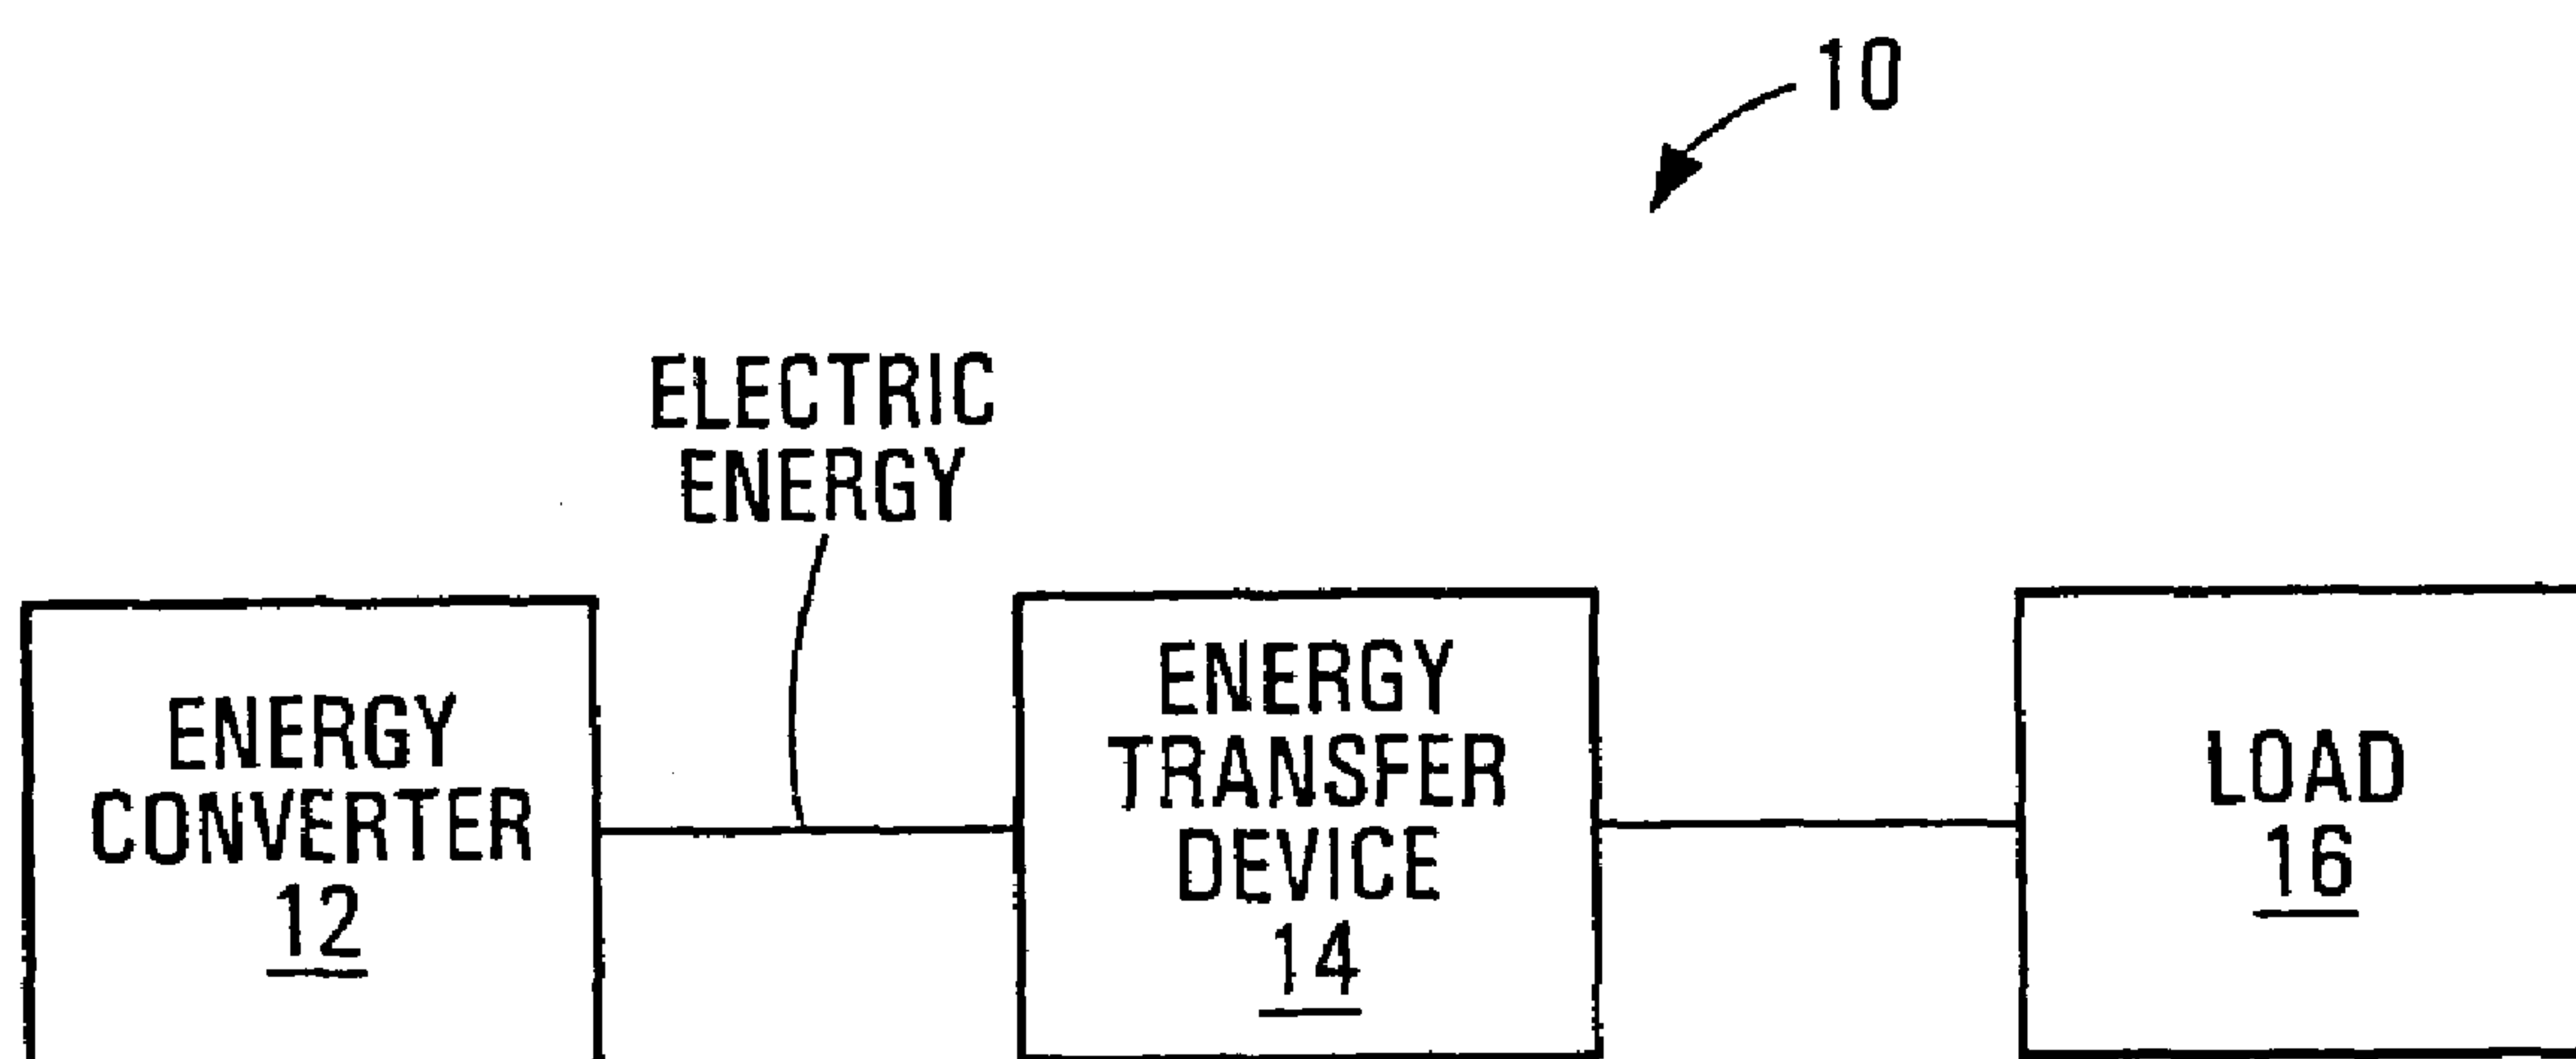 10
ELECTRIC
ENERGY
ENERGY
CONVERTER
12
ENERGY
TRANSFER
DEVICE
14
LOAD
16